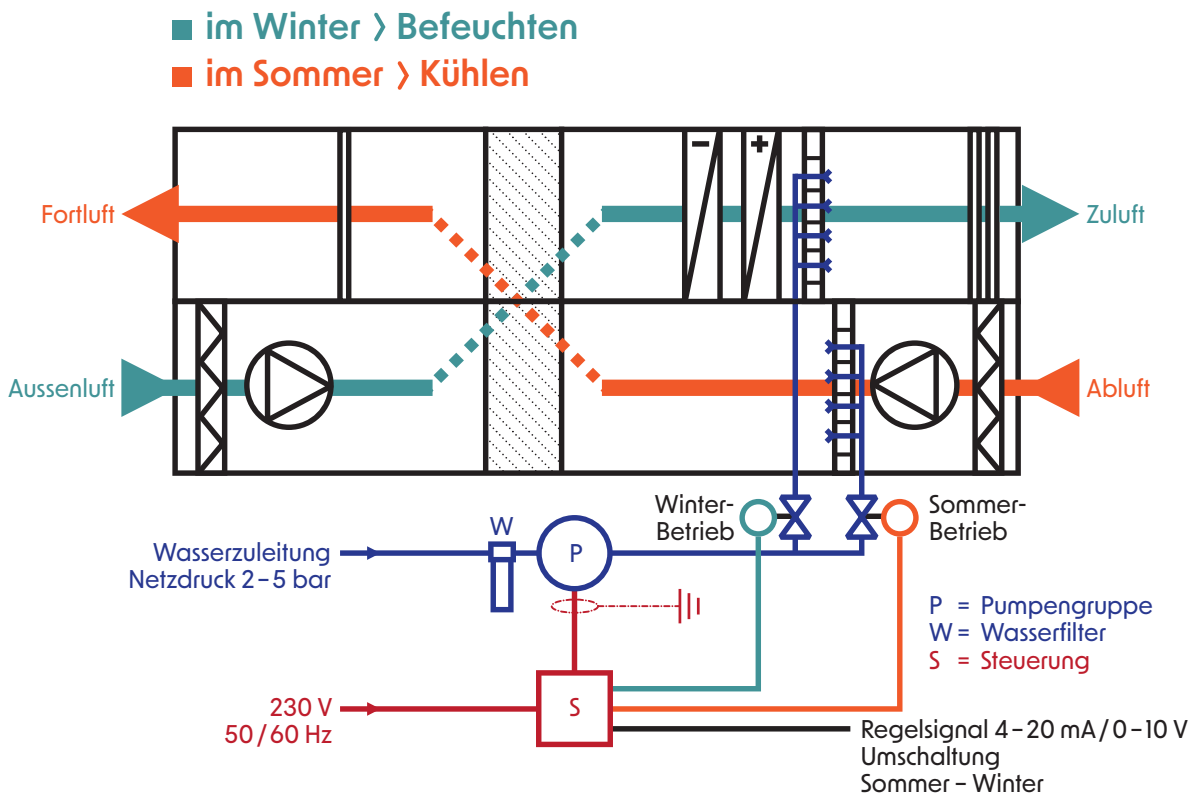 im Winter › Befeuchten
im Sommer › Kühlen
− +
Fortluft
Zuluft
Aussenluft
Abluft
Winter-
Betrieb
Sommer-
Betrieb
W
P
Wasserzuleitung
Netzdruck 2–5 bar
P = Pumpengruppe
W = Wasserfilter
S = Steuerung
S
230 V
50/60 Hz
Regelsignal 4–20 mA/0–10 V
Umschaltung
Sommer – Winter